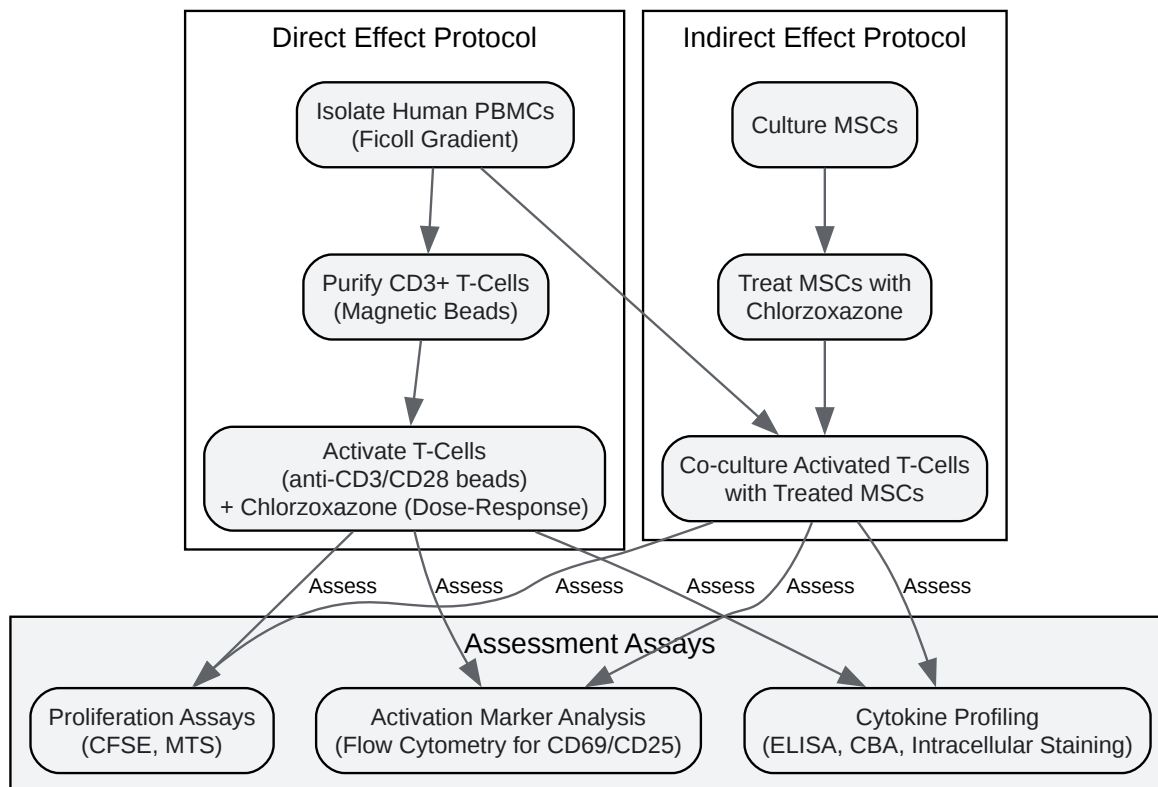 Direct Effect Protocol
Indirect Effect Protocol
Isolate Human PBMCs
(Ficoll Gradient)
Culture MSCs
Purify CD3+ T-Cells
(Magnetic Beads)
Treat MSCs with
Chlorzoxazone
Activate T-Cells
(anti-CD3/CD28 beads)
+ Chlorzoxazone (Dose-Response)
Co-culture Activated T-Cells
with Treated MSCs
Assess
Assess
Assess
Assess
Assess
Assess
Assessment Assays
Proliferation Assays
(CFSE, MTS)
Activation Marker Analysis
(Flow Cytometry for CD69/CD25)
Cytokine Profiling
(ELISA, CBA, Intracellular Staining)